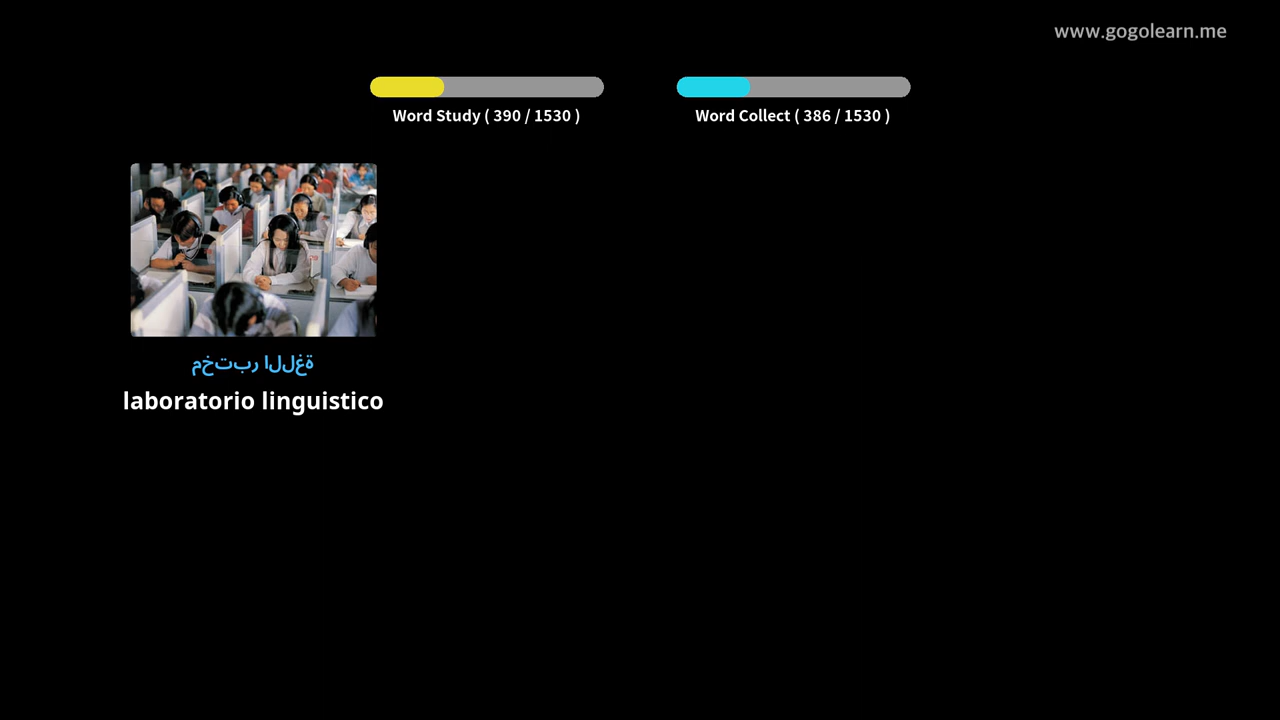 www.gogolearn.me
Word Study ( 390 / 1530 )
Word Collect ( 386 / 1530 )
مختبر اللغة
laboratorio linguistico